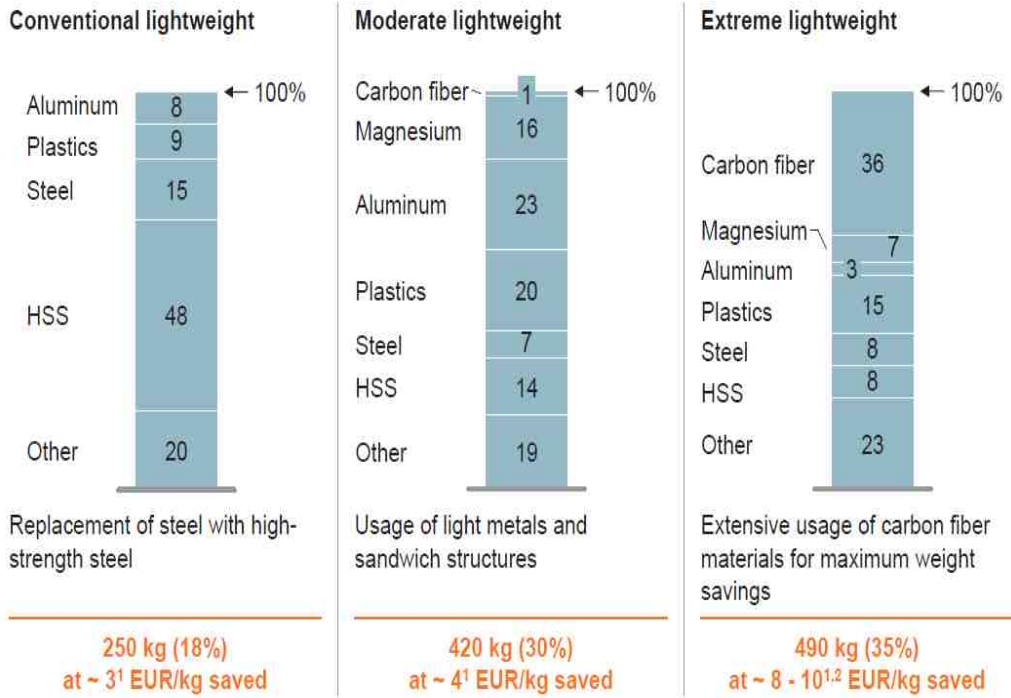 Conventional lightweight
Aluminum 8 ← 100%
Plastics 9
Steel 15
HSS 48
Other 20
Replacement of steel with high-
strength steel
250 kg (18%)
at ~ 3¹ EUR/kg saved
Moderate lightweight
Carbon fiber 1 ← 100%
Magnesium 16
Aluminum 23
Plastics 20
Steel 7
HSS 14
Other 19
Usage of light metals and
sandwich structures
420 kg (30%)
at ~ 4¹ EUR/kg saved
Extreme lightweight
← 100%
Carbon fiber 36
Magnesium 7
Aluminum 3
Plastics 15
Steel 8
HSS 8
Other 23
Extensive usage of carbon fiber
materials for maximum weight
savings
490 kg (35%)
at ~ 8 - 10¹˒² EUR/kg saved